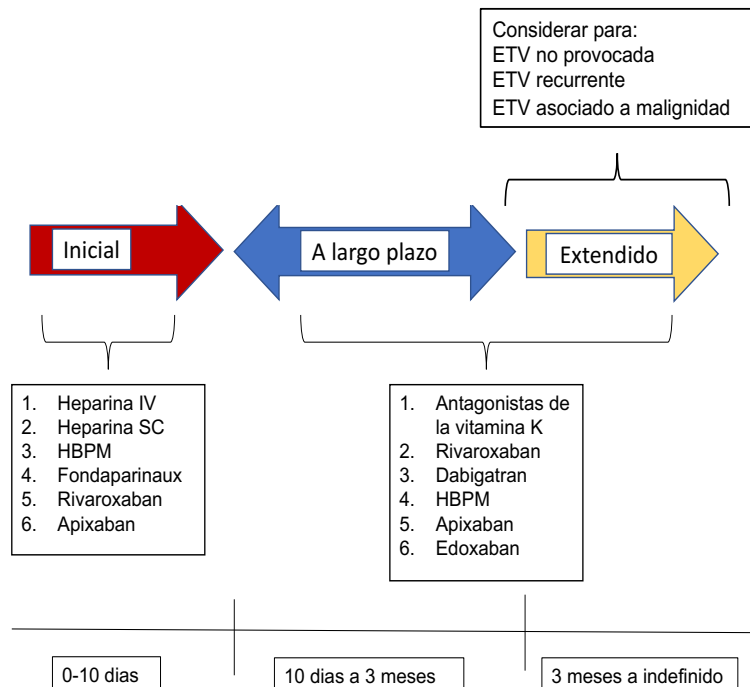 Considerar para:
ETV no provocada
ETV recurrente
ETV asociado a malignidad
Inicial
A largo plazo
Extendido
1. Heparina IV
2. Heparina SC
3. HBPM
4. Fondaparinaux
5. Rivaroxaban
6. Apixaban
1. Antagonistas de
la vitamina K
2. Rivaroxaban
3. Dabigatran
4. HBPM
5. Apixaban
6. Edoxaban
0-10 dias
10 dias a 3 meses
3 meses a indefinido